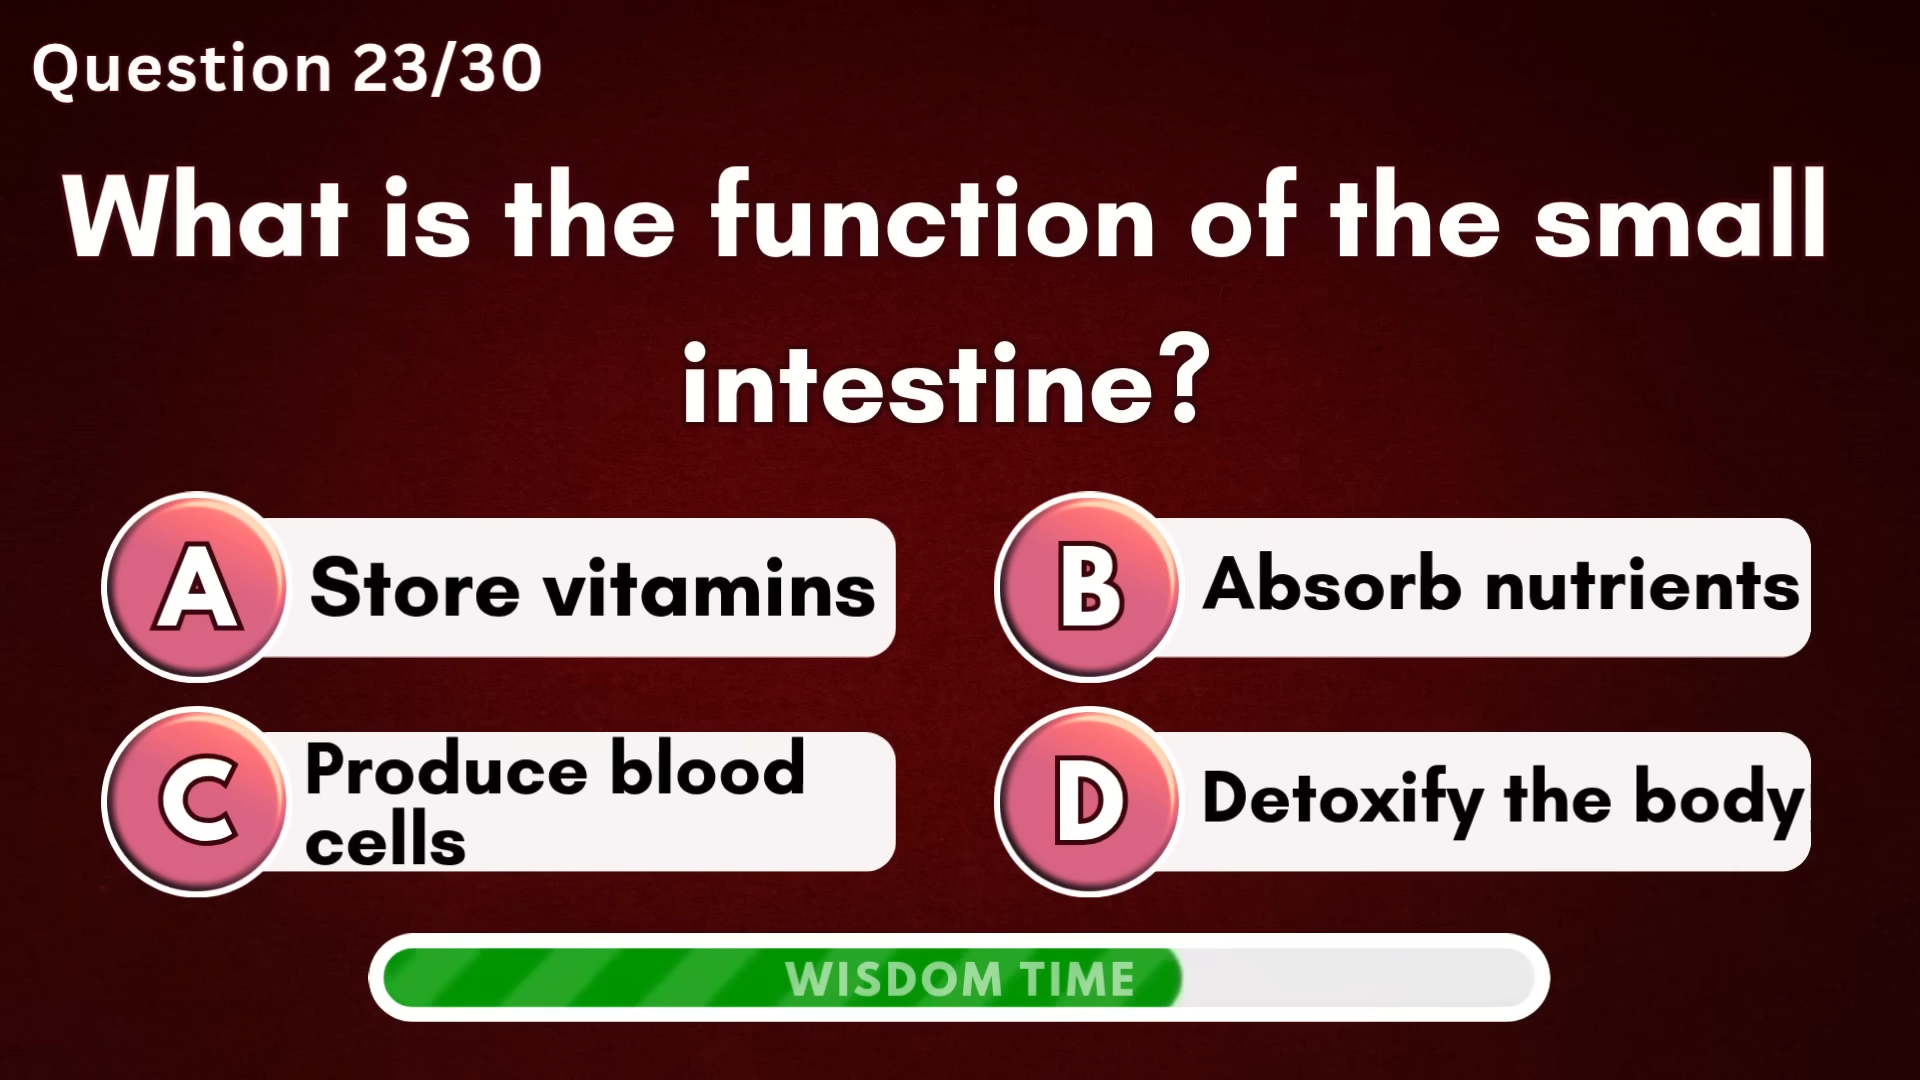 Question 23/30
What is the function of the small
intestine?
A Store vitamins
B Absorb nutrients
C Produce blood
cells
D Detoxify the body
WISDOM TIME